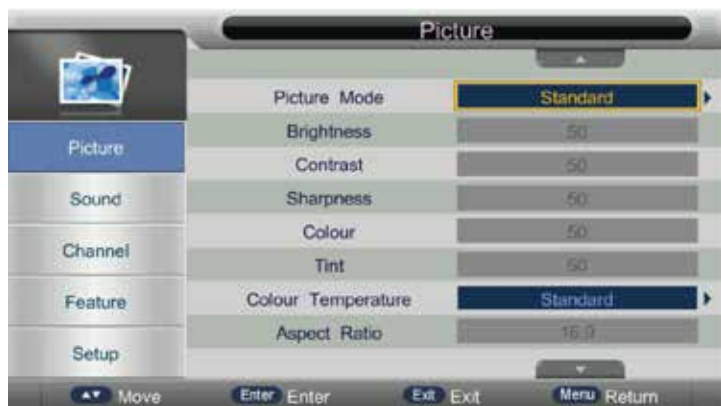 Picture
Picture
Sound
Channel
Feature
Setup
Picture Mode Standard
Brightness 50
Contrast 50
Sharpness 50
Colour 50
Tint 50
Colour Temperature Standard
Aspect Ratio 16:9
Move Enter Enter Exit Exit Menu Return